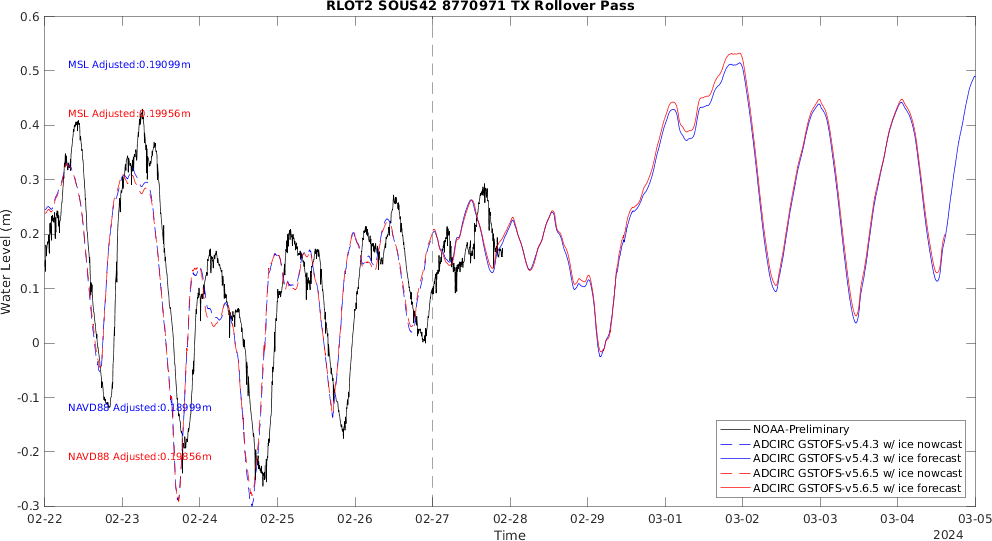 RLOT2 SOUS42 8770971 TX Rollover Pass
0.6
0.5
0.4
0.3
0.2
0.1
0
-0.1
-0.2
-0.3
Water Level (m)
MSL Adjusted:0.19099m
MSL Adjusted:0.19956m
NAVD88 Adjusted:0.18999m
NAVD88 Adjusted:0.19856m
NOAA-Preliminary
ADCIRC GSTOFS-v5.4.3 w/ ice nowcast
ADCIRC GSTOFS-v5.4.3 w/ ice forecast
ADCIRC GSTOFS-v5.6.5 w/ ice nowcast
ADCIRC GSTOFS-v5.6.5 w/ ice forecast
02-22 02-23 02-24 02-25 02-26 02-27 02-28 02-29 03-01 03-02 03-03 03-04 03-05
Time
2024